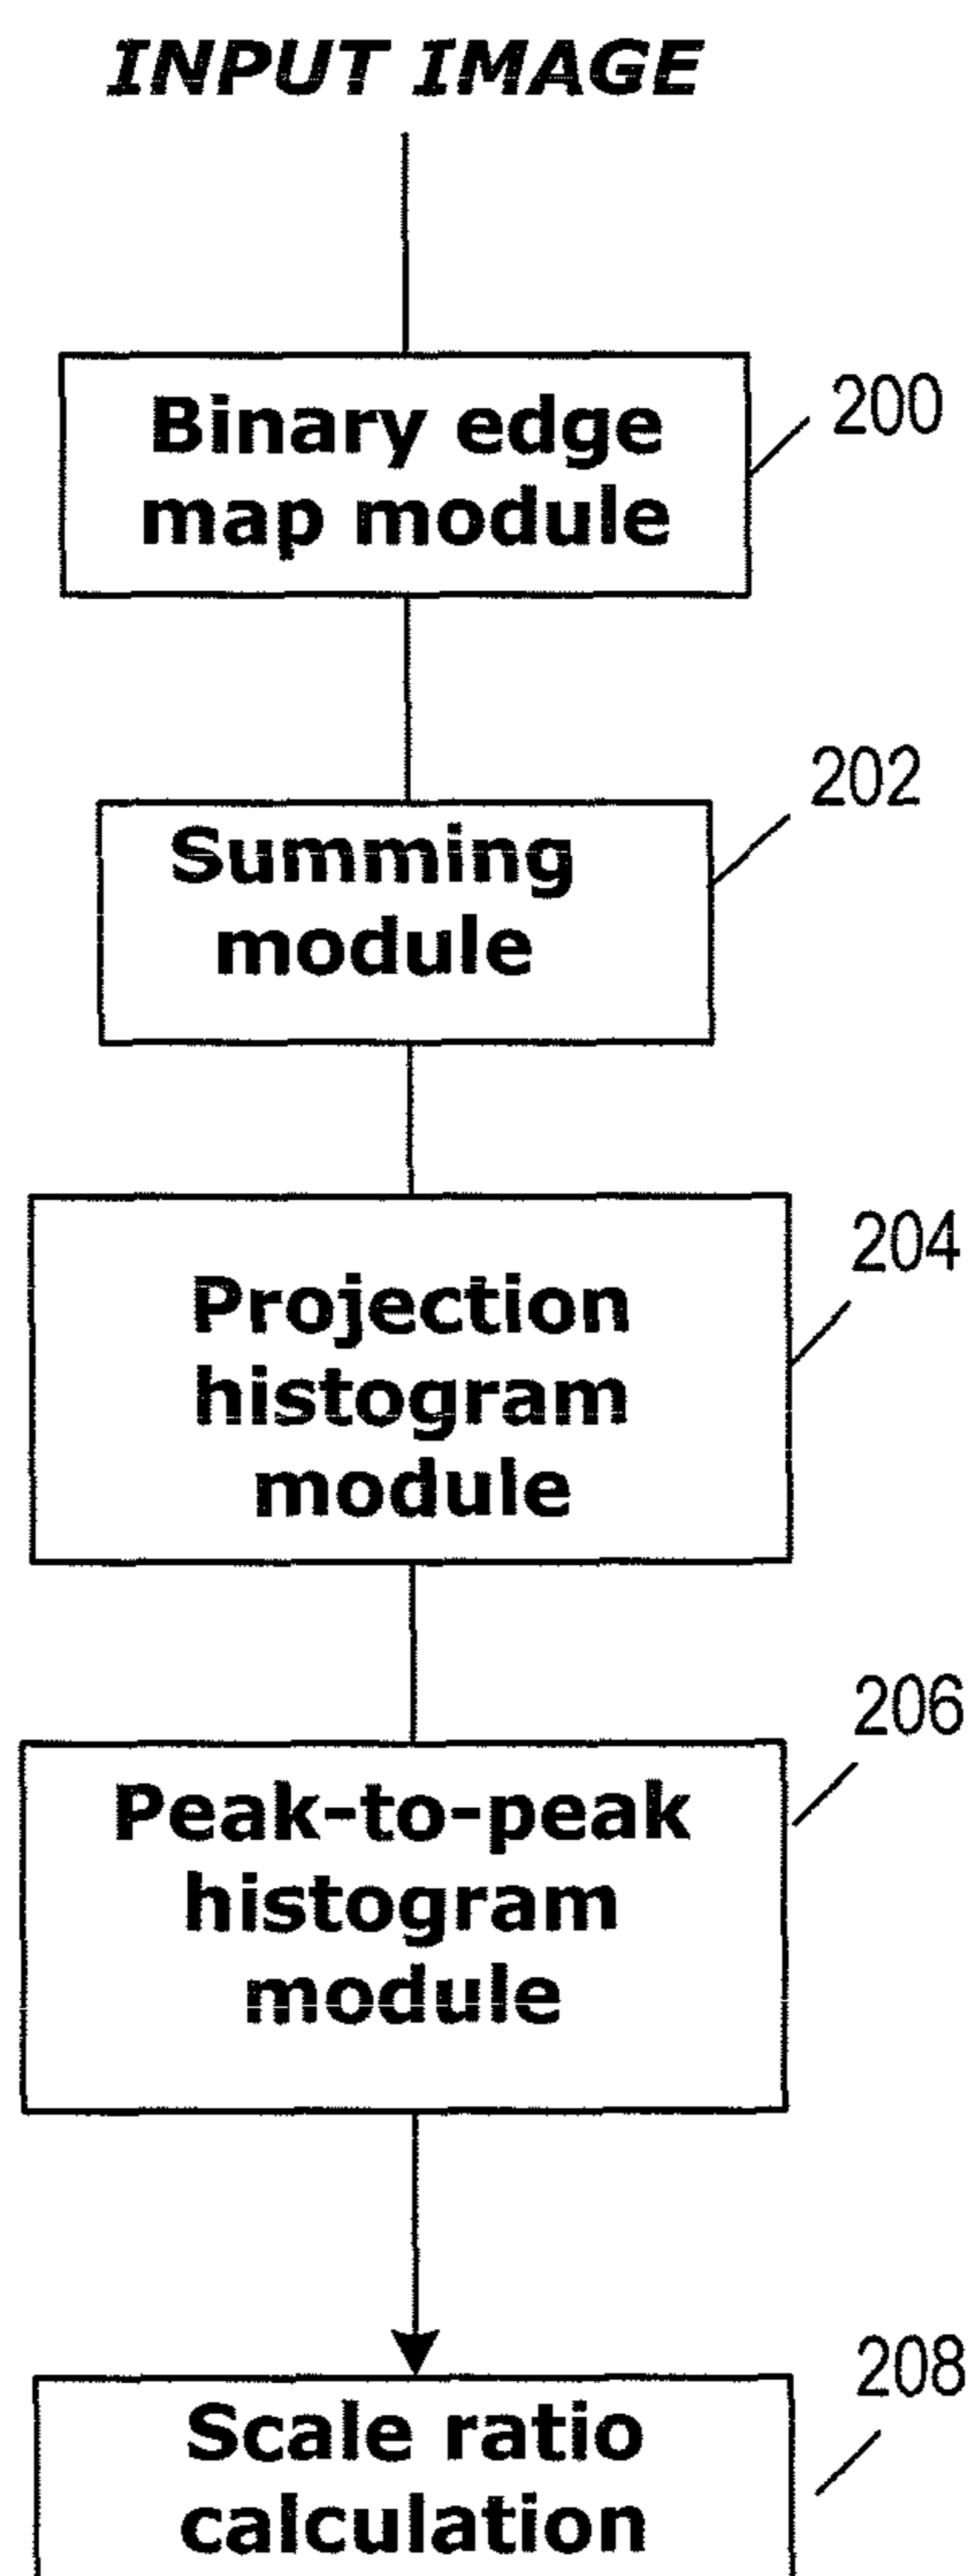 INPUT IMAGE
Binary edge
map module
200
Summing
module
202
Projection
histogram
module
204
Peak-to-peak
histogram
module
206
Scale ratio
calculation
208